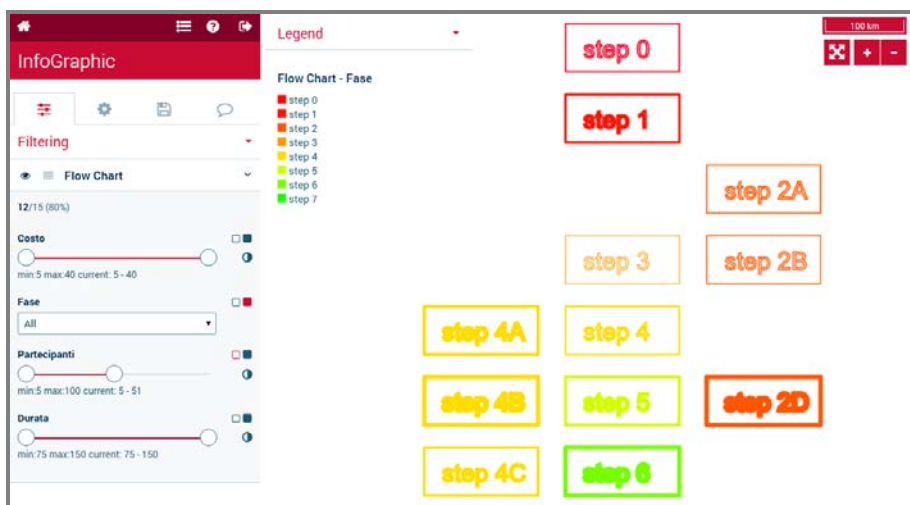 InfoGraphic
Filtering
Flow Chart
12/15 (80%)
Costo
min:5 max:40 current: 5 - 40
Fase
All
Partecipanti
min:5 max:100 current: 5 - 51
Durata
min:75 max:150 current: 75 - 150
Legend
Flow Chart - Fase
step 0
step 1
step 2
step 3
step 4
step 5
step 6
step 7
100 km
+ -
step 0
step 1
step 2A
step 3 step 2B
step 4A step 4
step 4B step 5 step 2D
step 4C step 6